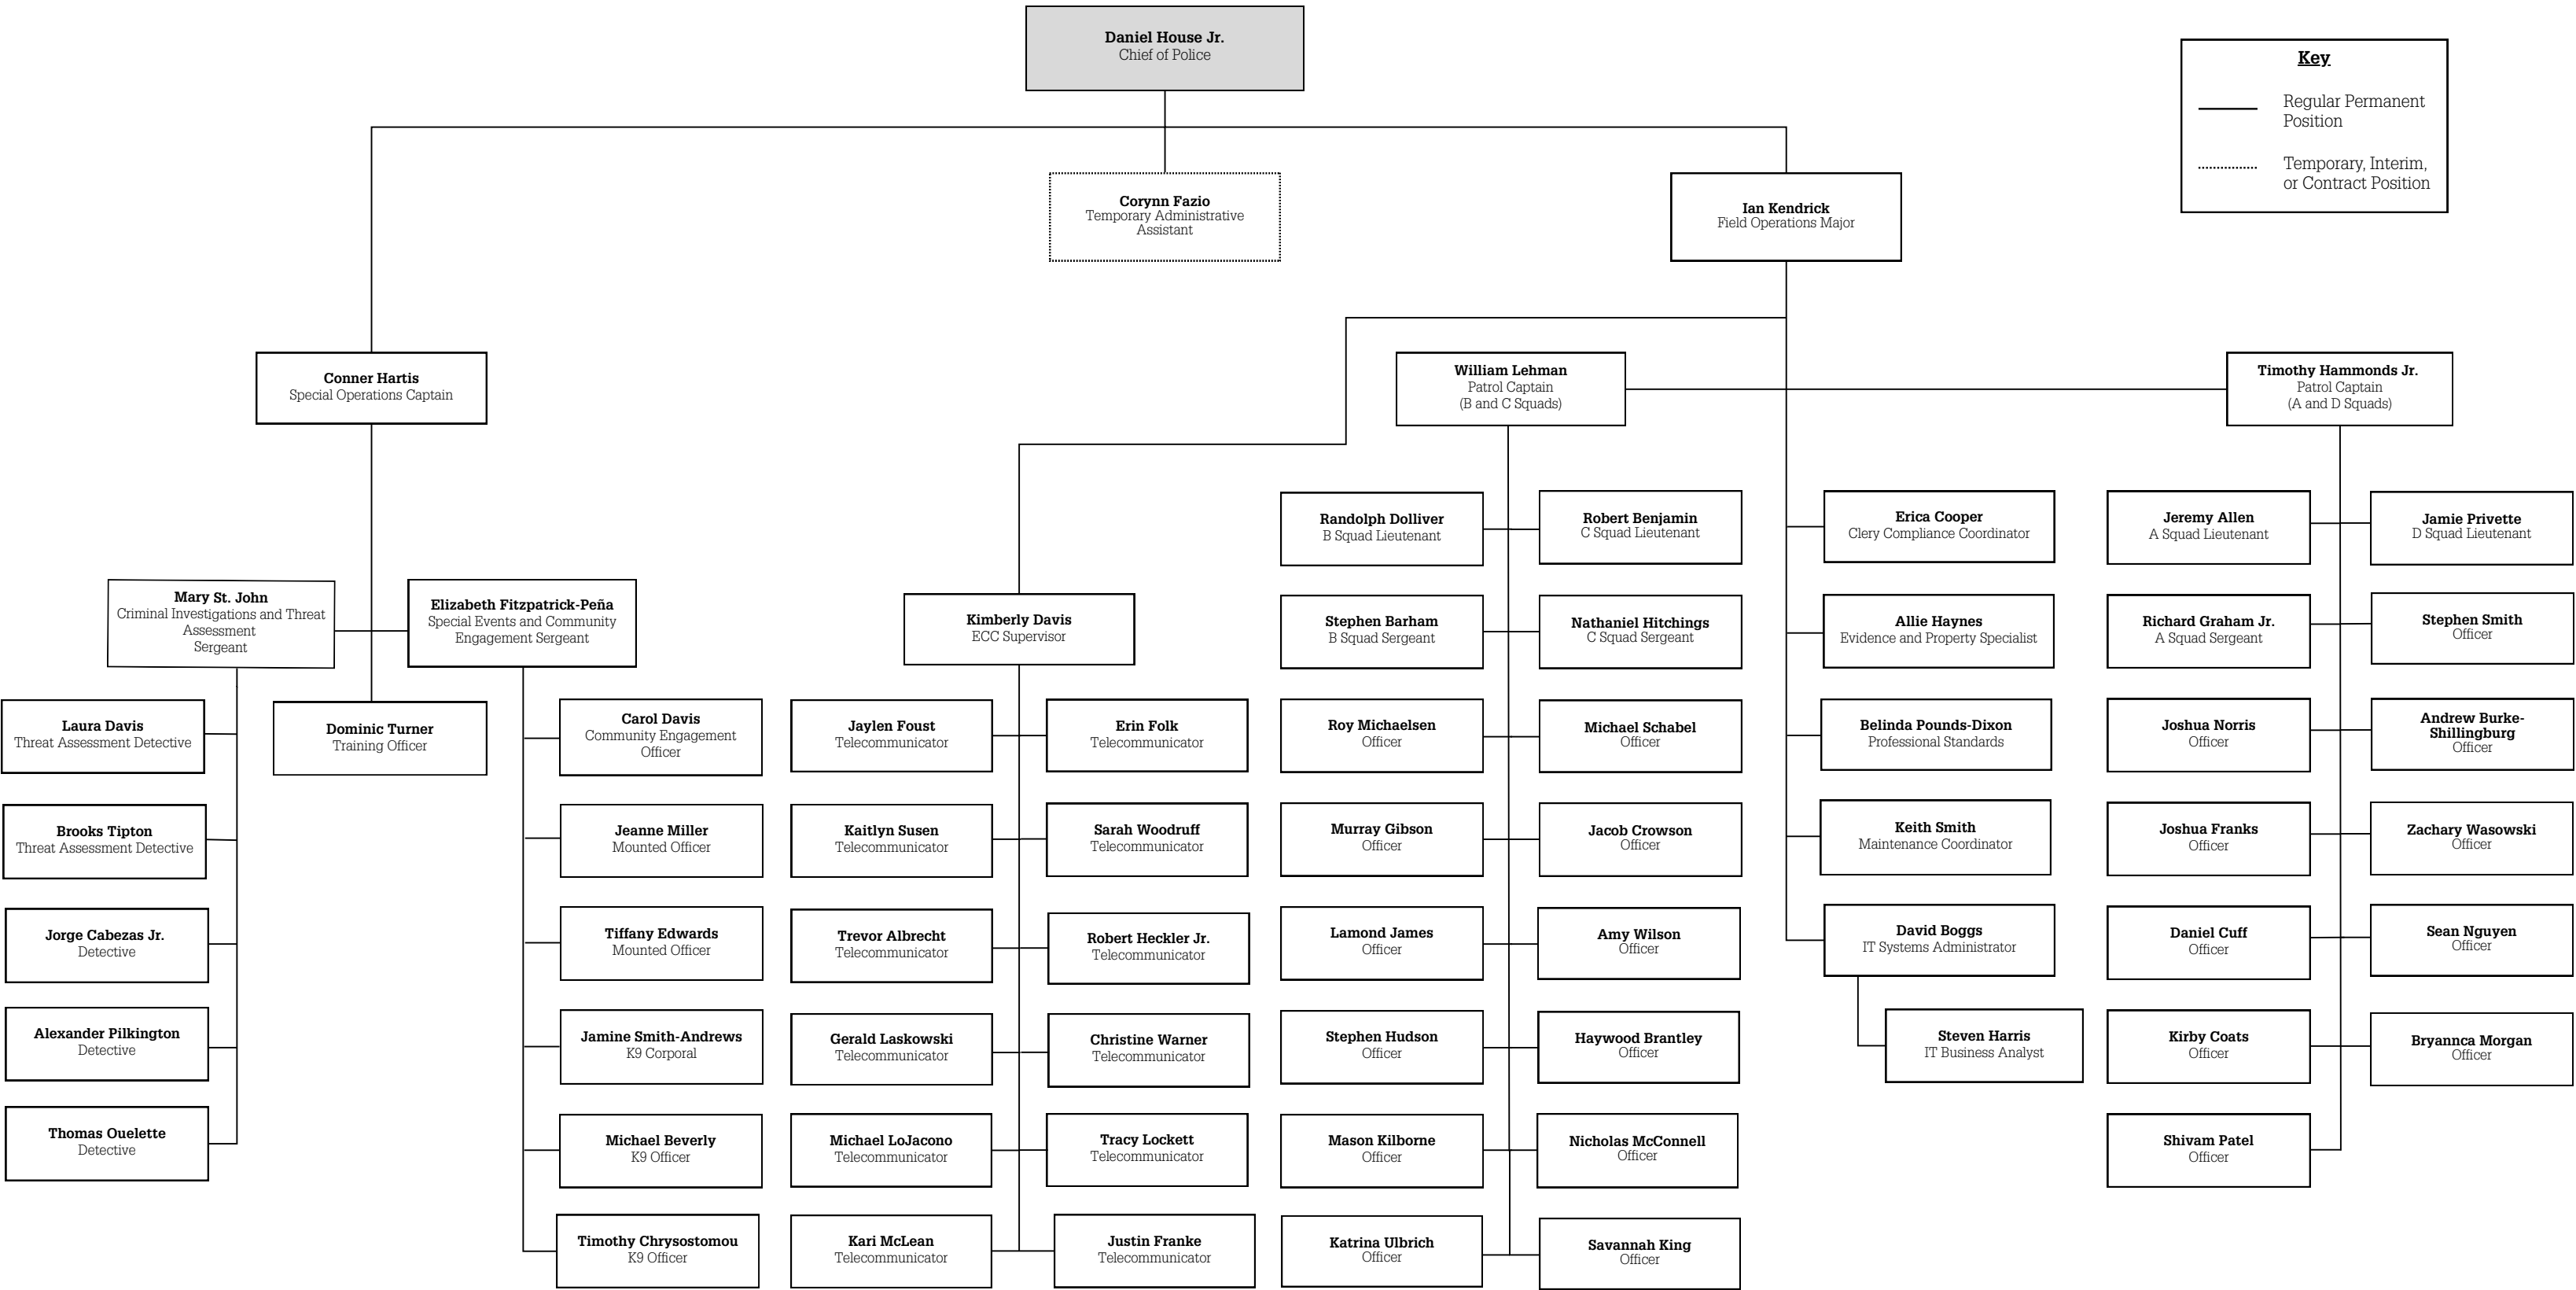 Daniel House Jr.
Chief of Police
Key
Regular Permanent
Position
Temporary, Interim,
or Contract Position
Corynn Fazio
Temporary Administrative
Assistant
Ian Kendrick
Field Operations Major
Conner Hartis
Special Operations Captain
William Lehman
Patrol Captain
(B and C Squads)
Timothy Hammonds Jr.
Patrol Captain
(A and D Squads)
Mary St. John
Criminal Investigations and Threat
Assessment
Sergeant
Elizabeth Fitzpatrick-Peña
Special Events and Community
Engagement Sergeant
Kimberly Davis
ECC Supervisor
Laura Davis
Threat Assessment Detective
Brooks Tipton
Threat Assessment Detective
Jorge Cabezas Jr.
Detective
Alexander Pilkington
Detective
Thomas Ouelette
Detective
Dominic Turner
Training Officer
Carol Davis
Community Engagement
Officer
Jeanne Miller
Mounted Officer
Tiffany Edwards
Mounted Officer
Jamine Smith-Andrews
K9 Corporal
Michael Beverly
K9 Officer
Timothy Chrysostomou
K9 Officer
Jaylen Foust
Telecommunicator
Kaitlyn Susen
Telecommunicator
Trevor Albrecht
Telecommunicator
Gerald Laskowski
Telecommunicator
Michael LoJacono
Telecommunicator
Kari McLean
Telecommunicator
Erin Folk
Telecommunicator
Sarah Woodruff
Telecommunicator
Robert Heckler Jr.
Telecommunicator
Christine Warner
Telecommunicator
Tracy Lockett
Telecommunicator
Justin Franke
Telecommunicator
Randolph Dolliver
B Squad Lieutenant
Stephen Barham
B Squad Sergeant
Roy Michaelsen
Officer
Murray Gibson
Officer
Lamond James
Officer
Stephen Hudson
Officer
Mason Kilborne
Officer
Katrina Ulbrich
Officer
Robert Benjamin
C Squad Lieutenant
Nathaniel Hitchings
C Squad Sergeant
Michael Schabel
Officer
Jacob Crowson
Officer
Amy Wilson
Officer
Haywood Brantley
Officer
Nicholas McConnell
Officer
Savannah King
Officer
Erica Cooper
Clery Compliance Coordinator
Allie Haynes
Evidence and Property Specialist
Belinda Pounds-Dixon
Professional Standards
Keith Smith
Maintenance Coordinator
David Boggs
IT Systems Administrator
Steven Harris
IT Business Analyst
Jeremy Allen
A Squad Lieutenant
Richard Graham Jr.
A Squad Sergeant
Joshua Norris
Officer
Joshua Franks
Officer
Daniel Cuff
Officer
Kirby Coats
Officer
Shivam Patel
Officer
Jamie Privette
D Squad Lieutenant
Stephen Smith
Officer
Andrew Burke-
Shillingburg
Officer
Zachary Wasowski
Officer
Sean Nguyen
Officer
Bryannca Morgan
Officer